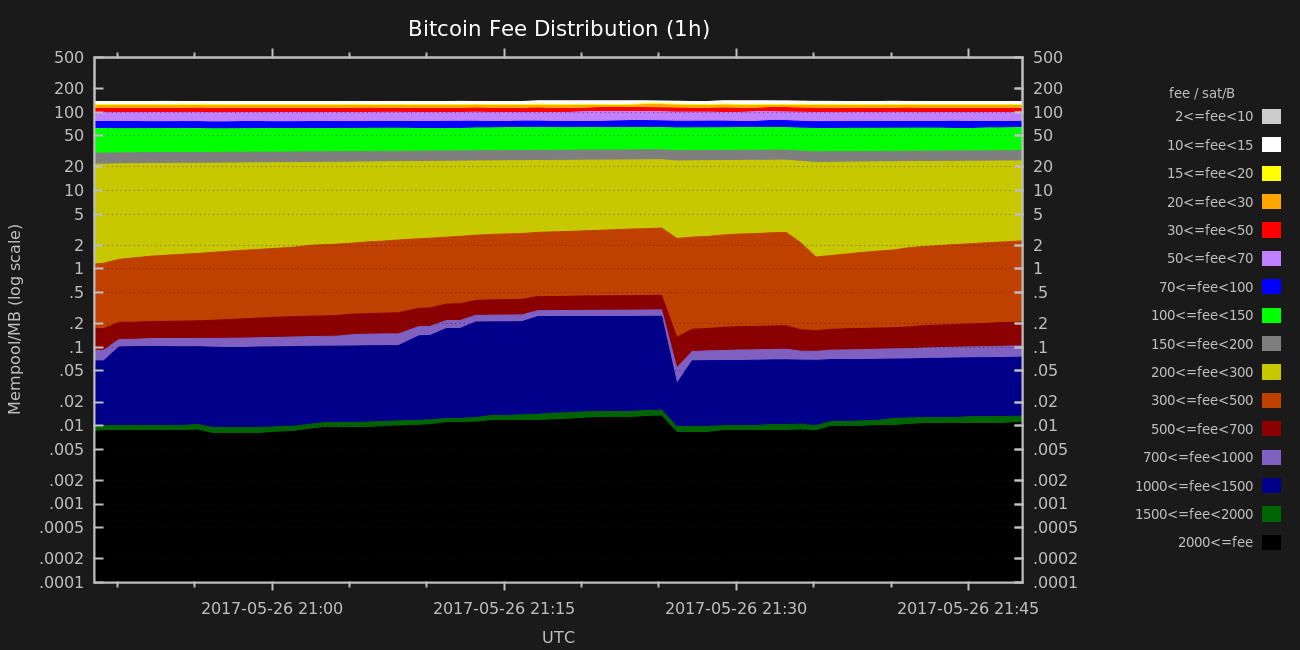 Bitcoin Fee Distribution (1h)
500
200
100
50
20
10
5
2
1
.5
.2
.1
.05
.02
.01
.005
.002
.001
.0005
.0002
.0001
Mempool/MB (log scale)
500
200
100
50
20
10
5
2
1
.5
.2
.1
.05
.02
.01
.005
.002
.001
.0005
.0002
.0001
2017-05-26 21:00
2017-05-26 21:15
2017-05-26 21:30
2017-05-26 21:45
UTC
fee / sat/B
2<=fee<10
10<=fee<15
15<=fee<20
20<=fee<30
30<=fee<50
50<=fee<70
70<=fee<100
100<=fee<150
150<=fee<200
200<=fee<300
300<=fee<500
500<=fee<700
700<=fee<1000
1000<=fee<1500
1500<=fee<2000
2000<=fee